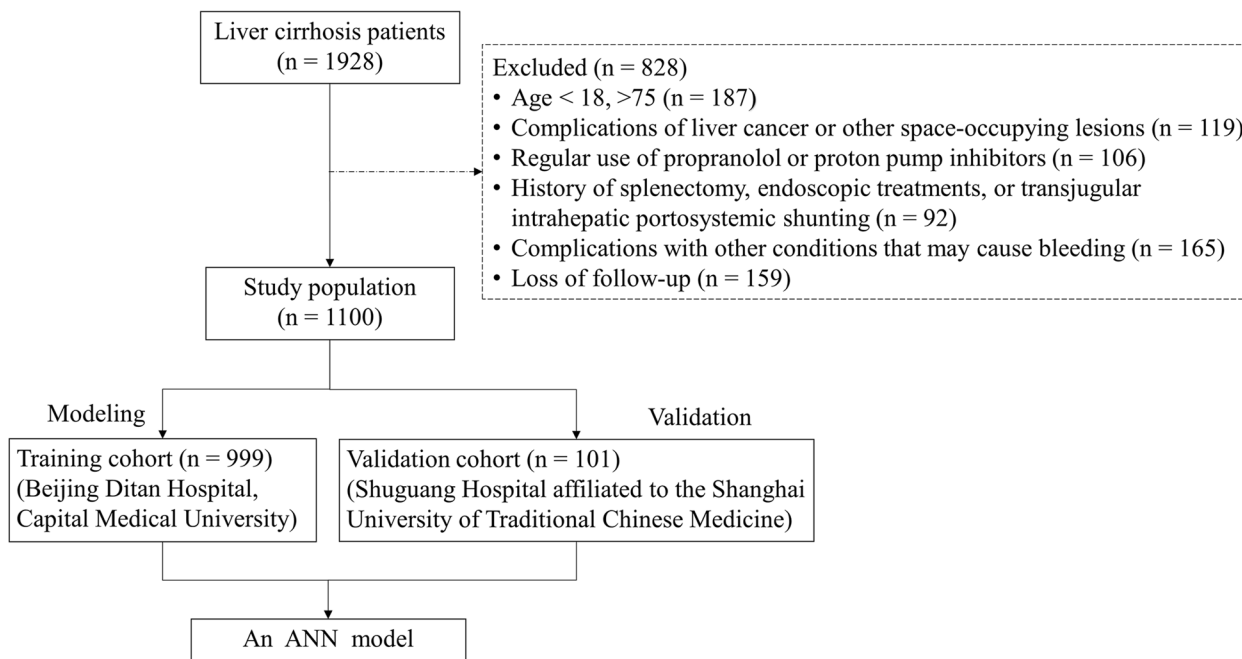 Liver cirrhosis patients
(n = 1928)
Excluded (n = 828)
• Age < 18, >75 (n = 187)
• Complications of liver cancer or other space-occupying lesions (n = 119)
• Regular use of propranolol or proton pump inhibitors (n = 106)
• History of splenectomy, endoscopic treatments, or transjugular
intrahepatic portosystemic shunting (n = 92)
• Complications with other conditions that may cause bleeding (n = 165)
• Loss of follow-up (n = 159)
Study population
(n = 1100)
Modeling
Validation
Training cohort (n = 999)
(Beijing Ditan Hospital,
Capital Medical University)
Validation cohort (n = 101)
(Shuguang Hospital affiliated to the Shanghai
University of Traditional Chinese Medicine)
An ANN model